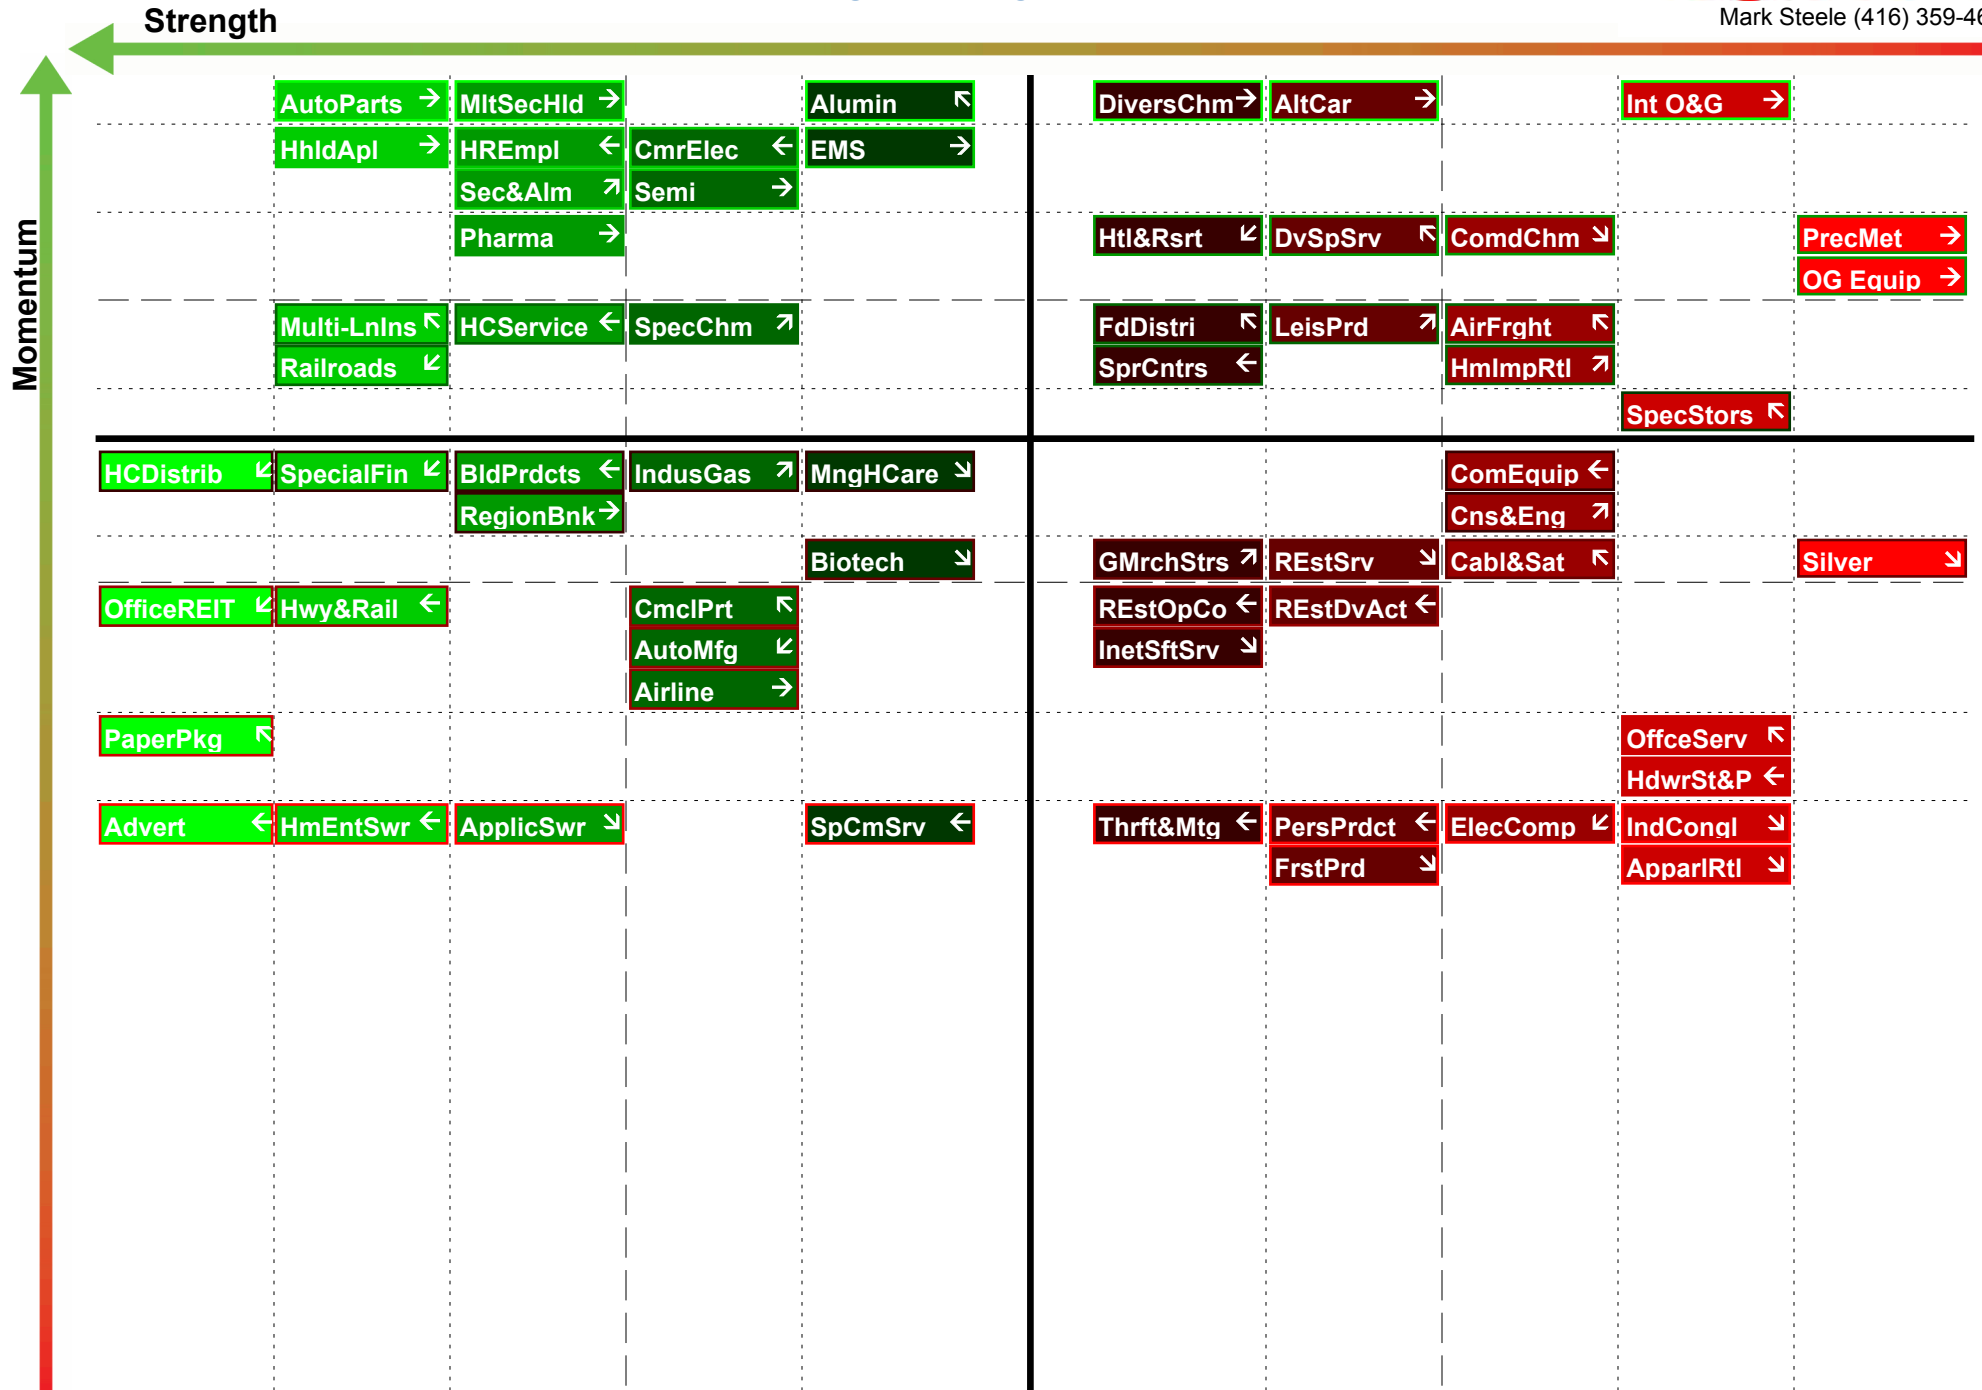 Strength
Mark Steele (416) 359-46
Momentum
AutoParts → MltSecHld → Alumin ↖ DiversChm → AltCar → Int O&G →
HhldApl → HREmpl ← CmrElec ← EMS →
Sec&Alm ↗ Semi →
Pharma → Htl&Rsrt ↙ DvSpSrv ↖ ComdChm ↘ PrecMet →
OG Equip →
Multi-LnIns ↖ HCService ← SpecChm ↗ FdDistri ↖ LeisPrd ↗ AirFrght ↖
Railroads ↙ SprCntrs ← HmImpRtl ↗
SpecStors ↖
HCDistrib ↙ SpecialFin ↙ BldPrdcts ← IndusGas ↗ MngHCare ↘ ComEquip ←
RegionBnk → Cns&Eng ↗
Biotech ↘ GMrchStrs ↗ REstSrv ↘ Cabl&Sat ↖ Silver ↘
OfficeREIT ↙ Hwy&Rail ← CmclPrt ↖ REstOpCo ← REstDvAct ←
AutoMfg ↙ InetSftSrv ↘
Airline →
PaperPkg ↖ OffceServ ↖
HdwrSt&P ←
Advert ← HmEntSwr ← ApplicSwr ↘ SpCmSrv ← Thrft&Mtg ← PersPrdct ← ElecComp ↙ IndCongl ↘
FrstPrd ↘ ApparlRtl ↘